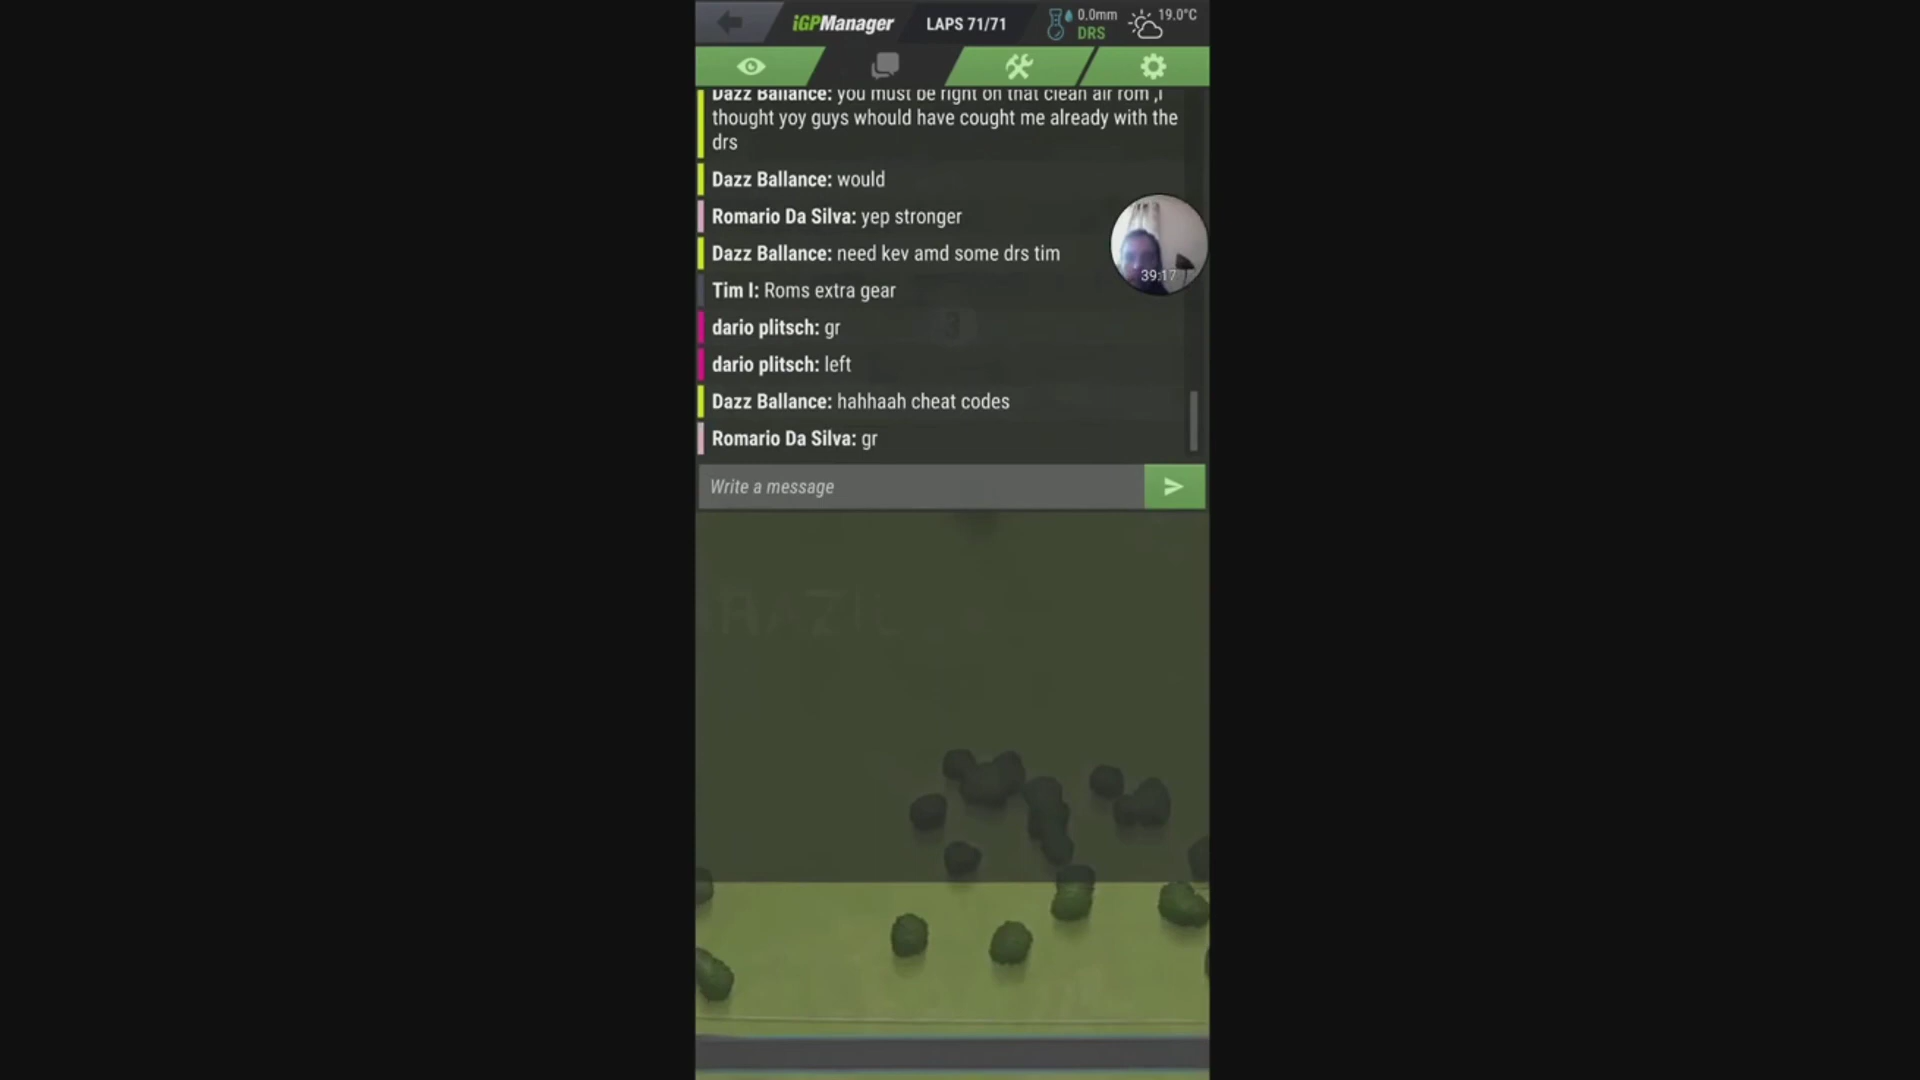 iGPManager LAPS 71/71 0.0mm 19.0°C
DRS
Dazz Ballance: you must be right on that clean air rom ,i
thought yoy guys whould have cought me already with the
drs
Dazz Ballance: would
Romario Da Silva: yep stronger
Dazz Ballance: need kev amd some drs tim
39:17
Tim I: Roms extra gear
dario plitsch: gr
3
dario plitsch: left
Dazz Ballance: hahhaah cheat codes
Romario Da Silva: gr
Write a message